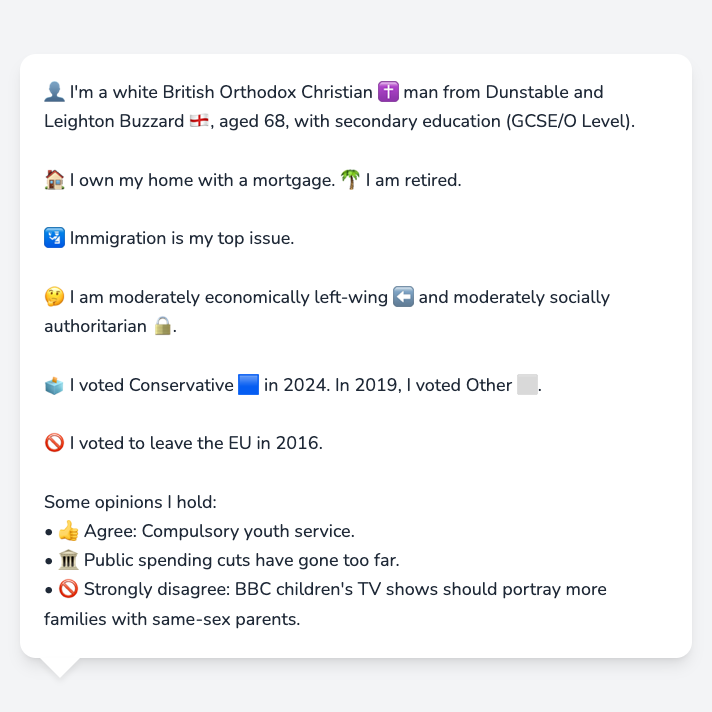 👤 I'm a white British Orthodox Christian ✝️ man from Dunstable and
Leighton Buzzard 🏴󠁧󠁢󠁥󠁮󠁧󠁿, aged 68, with secondary education (GCSE/O Level).
🏠 I own my home with a mortgage. 🌴 I am retired.
🛂 Immigration is my top issue.
🤔 I am moderately economically left-wing ⬅️ and moderately socially
authoritarian 🔒.
🗳️ I voted Conservative 🟦 in 2024. In 2019, I voted Other ⬜.
🚫 I voted to leave the EU in 2016.
Some opinions I hold:
• 👍 Agree: Compulsory youth service.
• 🏛️ Public spending cuts have gone too far.
• 🚫 Strongly disagree: BBC children's TV shows should portray more
families with same-sex parents.